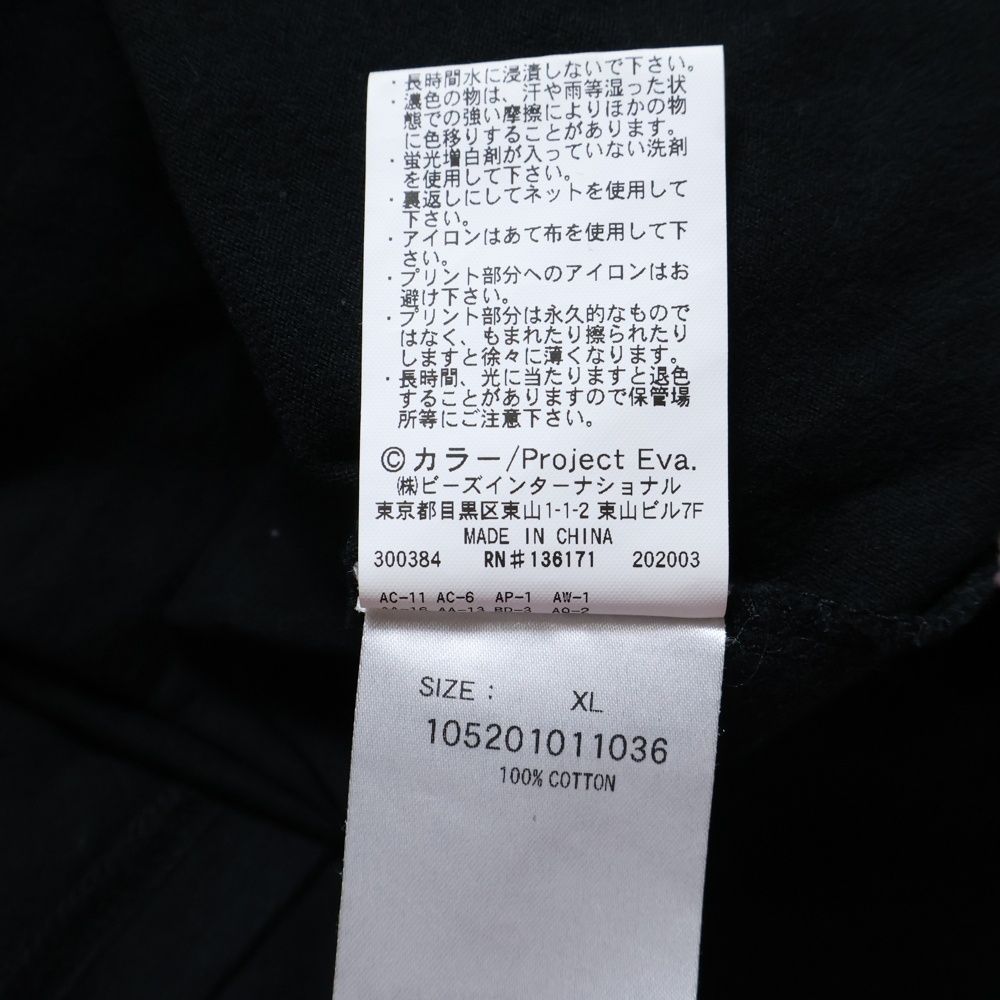 ・長時間水に浸漬しないで下さい。
・濃色の物は、汗や雨等湿った状
態での強い摩擦によりほかの物
に色移りすることがあります。
・蛍光増白剤が入っていない洗剤
を使用して下さい。
・裏返しにしてネットを使用して
下さい。
・アイロンはあて布を使用して下
さい。
・プリント部分へのアイロンはお
避け下さい。
・プリント部分は永久的なもので
はなく、もまれたり擦られたり
しますと徐々に薄くなります。
・長時間、光に当たりますと退色
することがありますので保管場
所等にご注意下さい。
©カラー/Project Eva.
㈱ビーズインターナショナル
東京都目黒区東山1-1-2 東山ビル7F
MADE IN CHINA
300384 RN#136171 202003
AC-11 AC-6 AP-1 AW-1
AA-13 BD-3 AQ-2
SIZE : XL
105201011036
100% COTTON